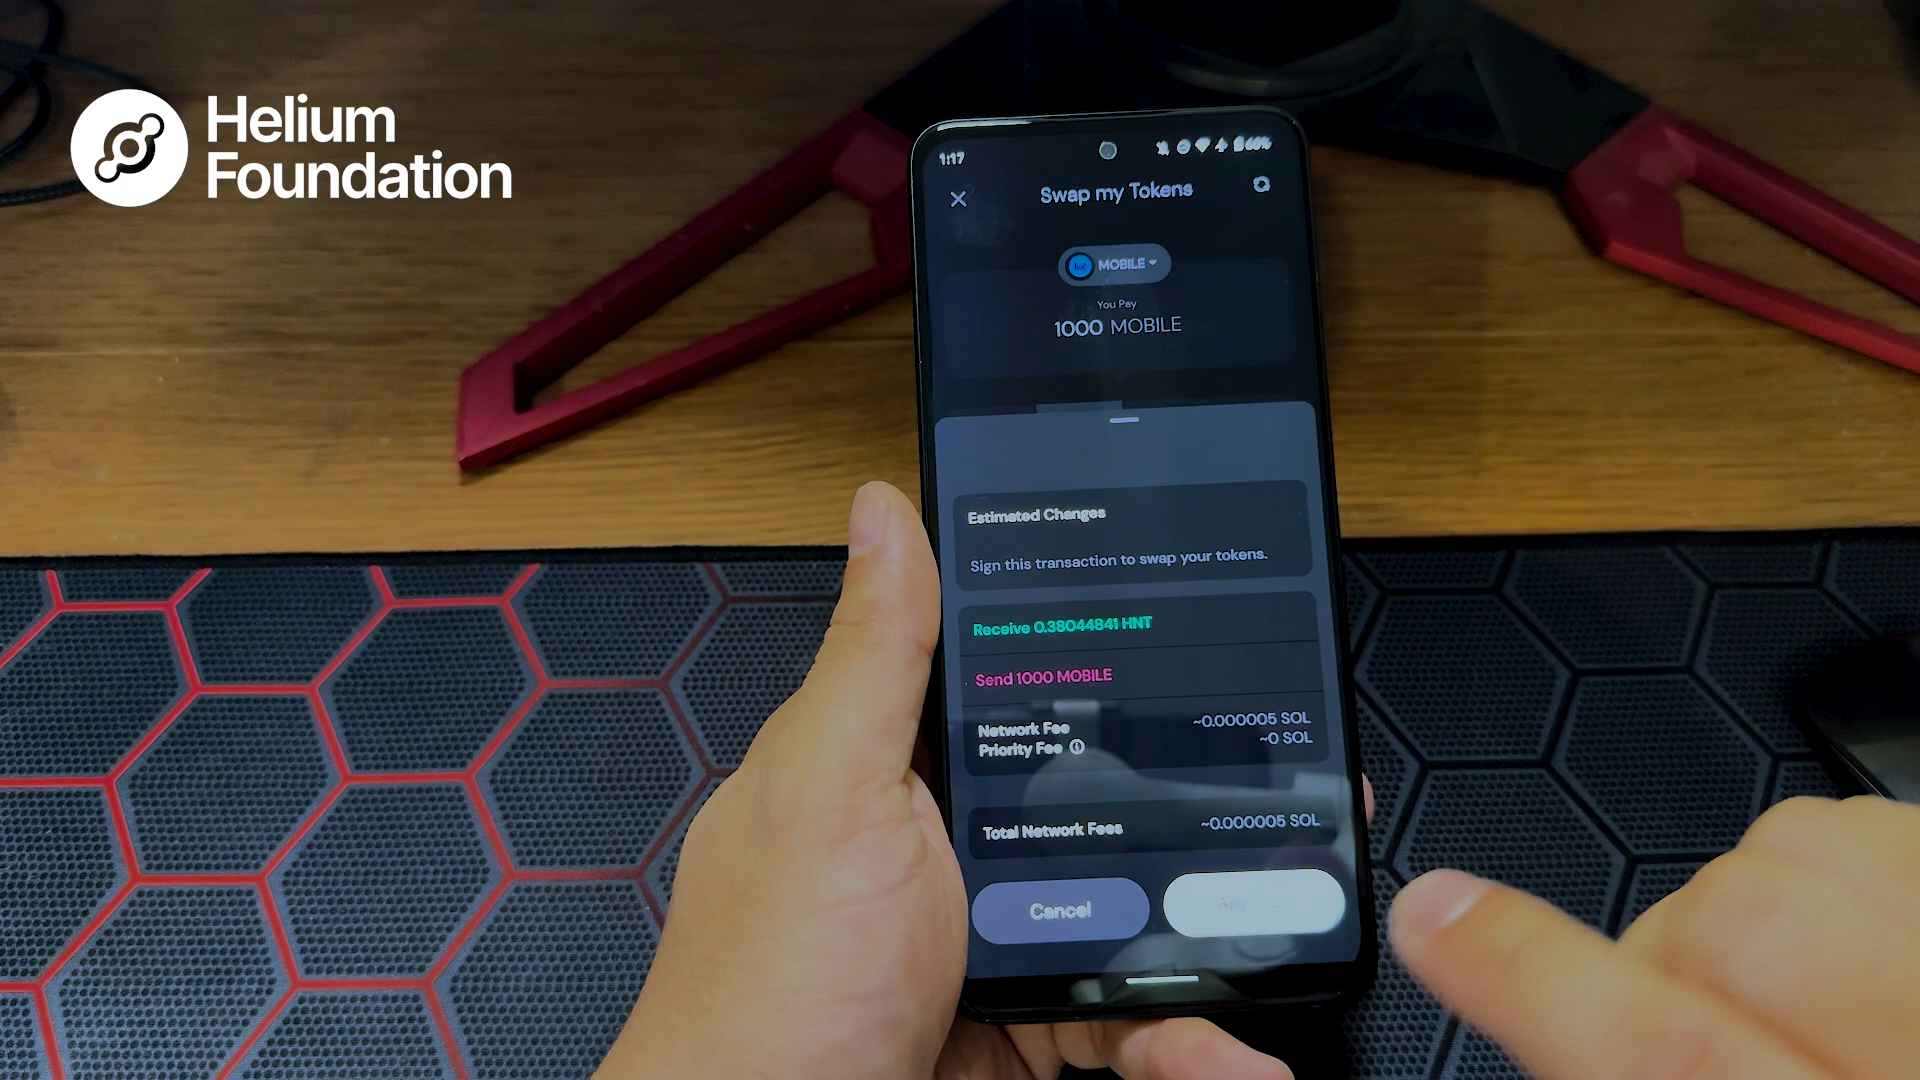 Helium
Foundation
1:17
66%
Swap my Tokens
MOBILE
You Pay
1000 MOBILE
Estimated Changes
Sign this transaction to swap your tokens.
Receive 0.38044841 HNT
Send 1000 MOBILE
Network Fee ~0.000005 SOL
Priority Fee ~0 SOL
Total Network Fees ~0.000005 SOL
Cancel